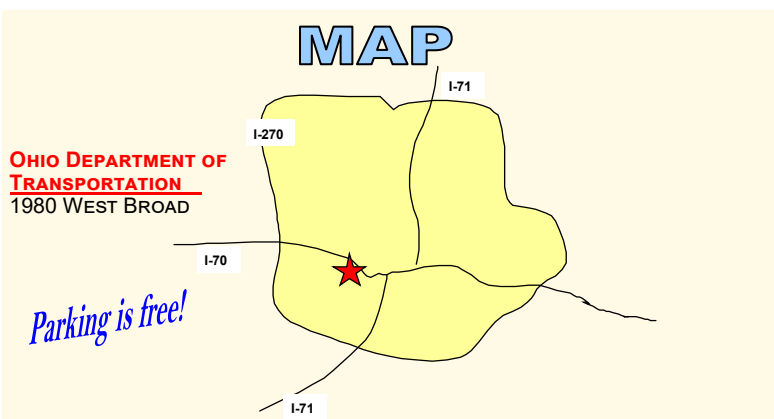 MAP
I-71
I-270
OHIO DEPARTMENT OF
TRANSPORTATION
1980 WEST BROAD
I-70
Parking is free!
I-71